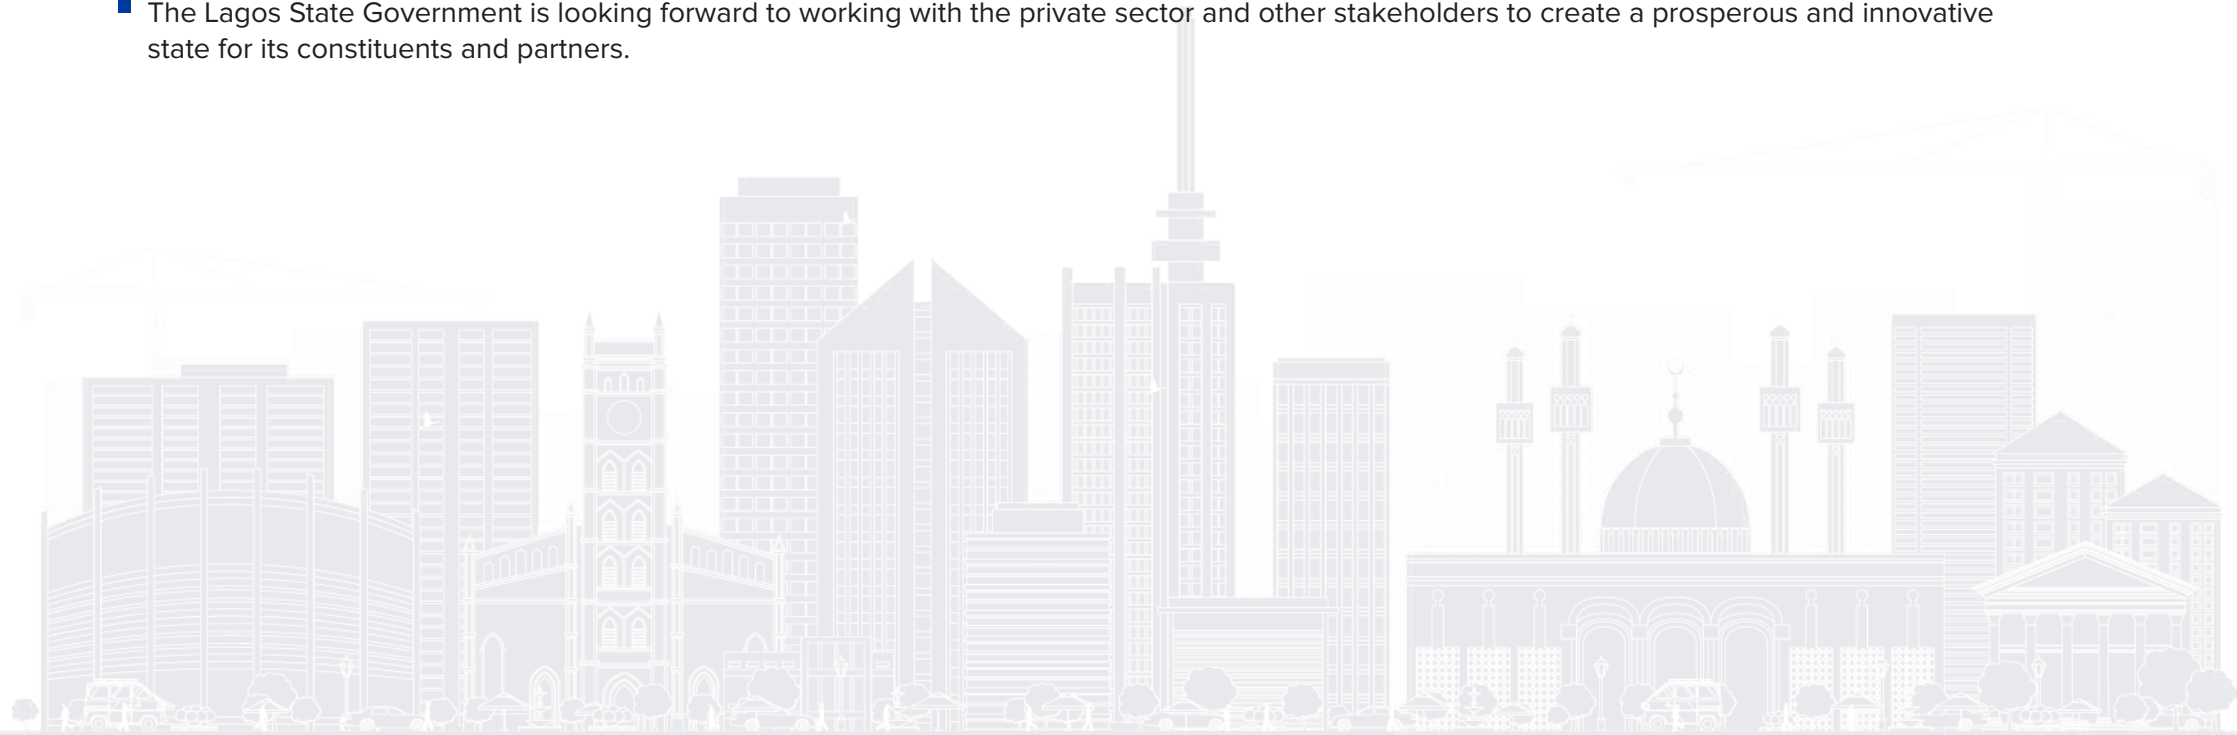 The Lagos State Government is looking forward to working with the private sector and other stakeholders to create a prosperous and innovative
state for its constituents and partners.